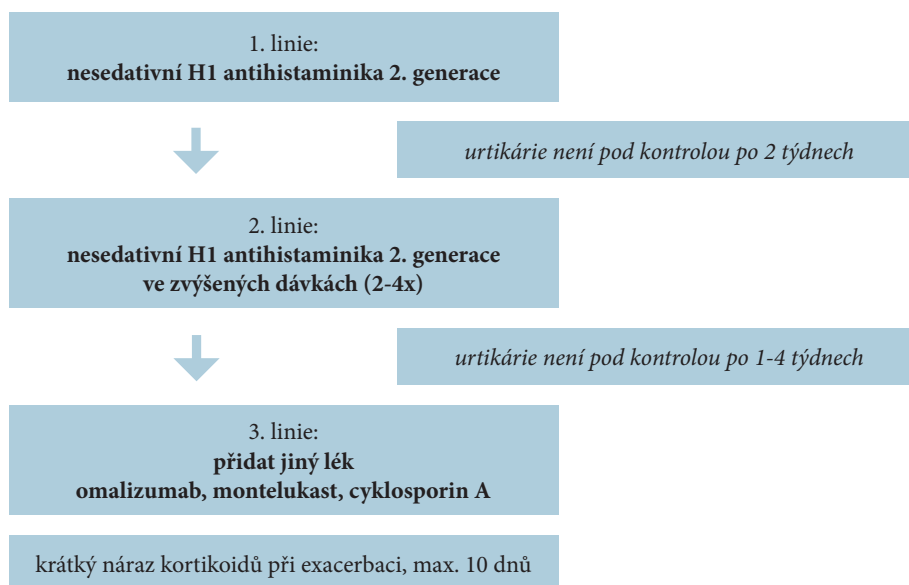 1. linie:
nesedativní H1 antihistaminika 2. generace
urtikárie není pod kontrolou po 2 týdnech
2. linie:
nesedativní H1 antihistaminika 2. generace
ve zvýšených dávkách (2-4x)
urtikárie není pod kontrolou po 1-4 týdnech
3. linie:
přidat jiný lék
omalizumab, montelukast, cyklosporin A
krátký náraz kortikoidů při exacerbaci, max. 10 dnů